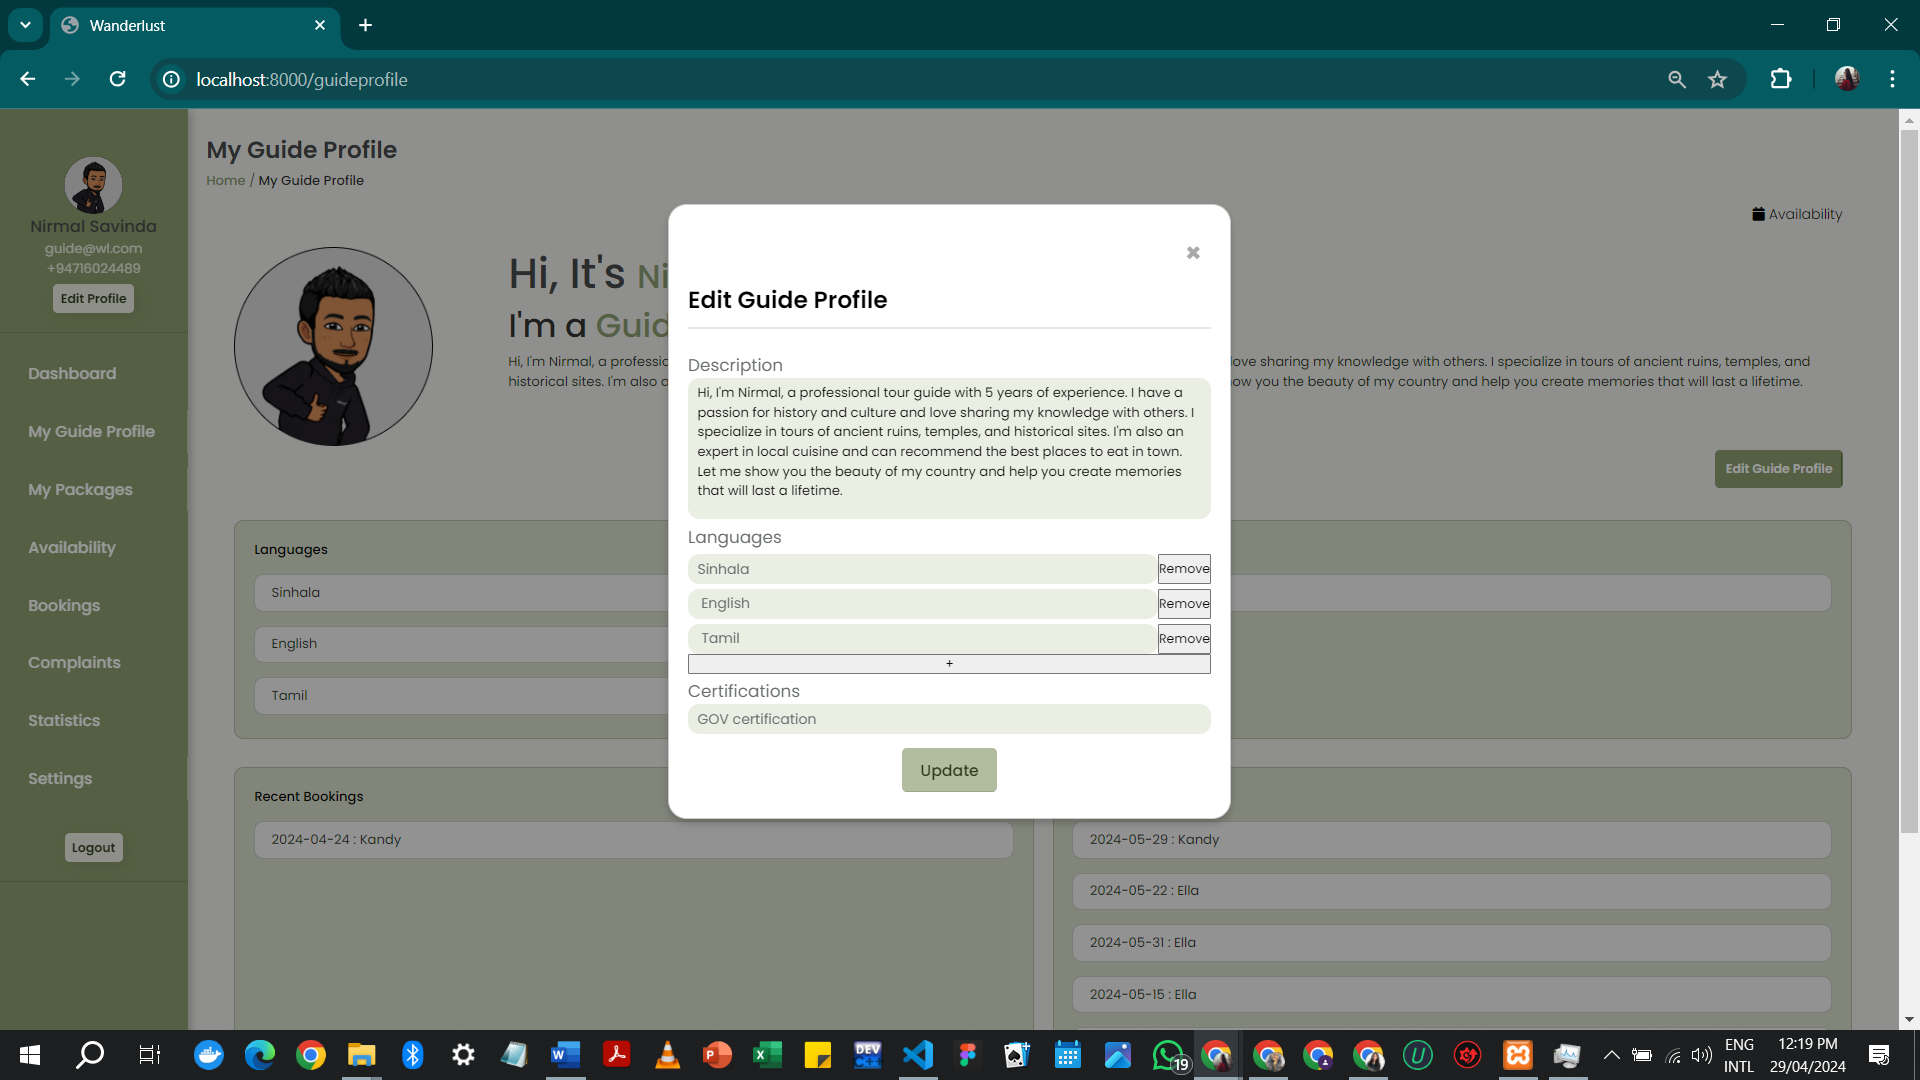 Wanderlust
localhost:8000/guideprofile
Nirmal Savinda
guide@wl.com
+94716024489
Edit Profile
Dashboard
My Guide Profile
My Packages
Availability
Bookings
Complaints
Statistics
Settings
Logout
My Guide Profile
Home / My Guide Profile
Availability
Hi, It's Ni
I'm a Guid
Hi, I'm Nirmal, a professio
love sharing my knowledge with others. I specialize in tours of ancient ruins, temples, and
historical sites. I'm also a
ow you the beauty of my country and help you create memories that will last a lifetime.
Edit Guide Profile
Languages
Sinhala
English
Tamil
Recent Bookings
2024-04-24 : Kandy
2024-05-29 : Kandy
2024-05-22 : Ella
2024-05-31 : Ella
2024-05-15 : Ella
Edit Guide Profile
Description
Hi, I'm Nirmal, a professional tour guide with 5 years of experience. I have a
passion for history and culture and love sharing my knowledge with others. I
specialize in tours of ancient ruins, temples, and historical sites. I'm also an
expert in local cuisine and can recommend the best places to eat in town.
Let me show you the beauty of my country and help you create memories
that will last a lifetime.
Languages
Sinhala Remove
English Remove
Tamil Remove
+
Certifications
GOV certification
Update
DEV
C++
19
ENG
INTL
12:19 PM
29/04/2024